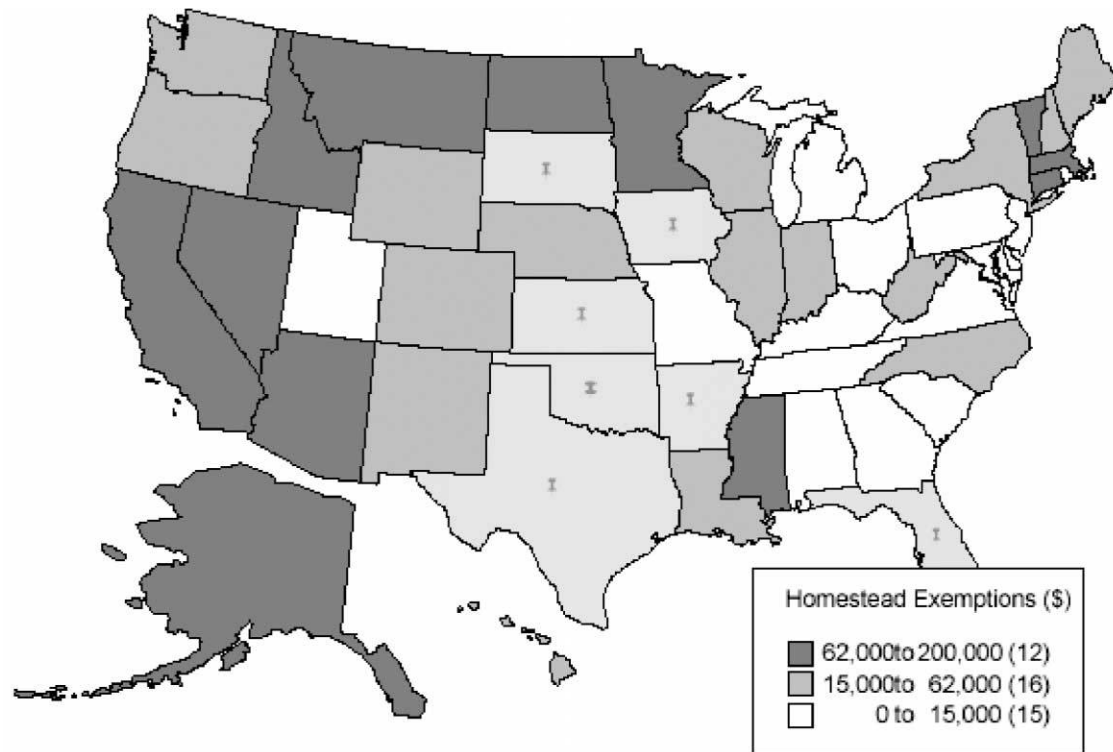 I
I
I
I
I
I
I
Homestead Exemptions ($)
62,000to 200,000 (12)
15,000to 62,000 (16)
0 to 15,000 (15)